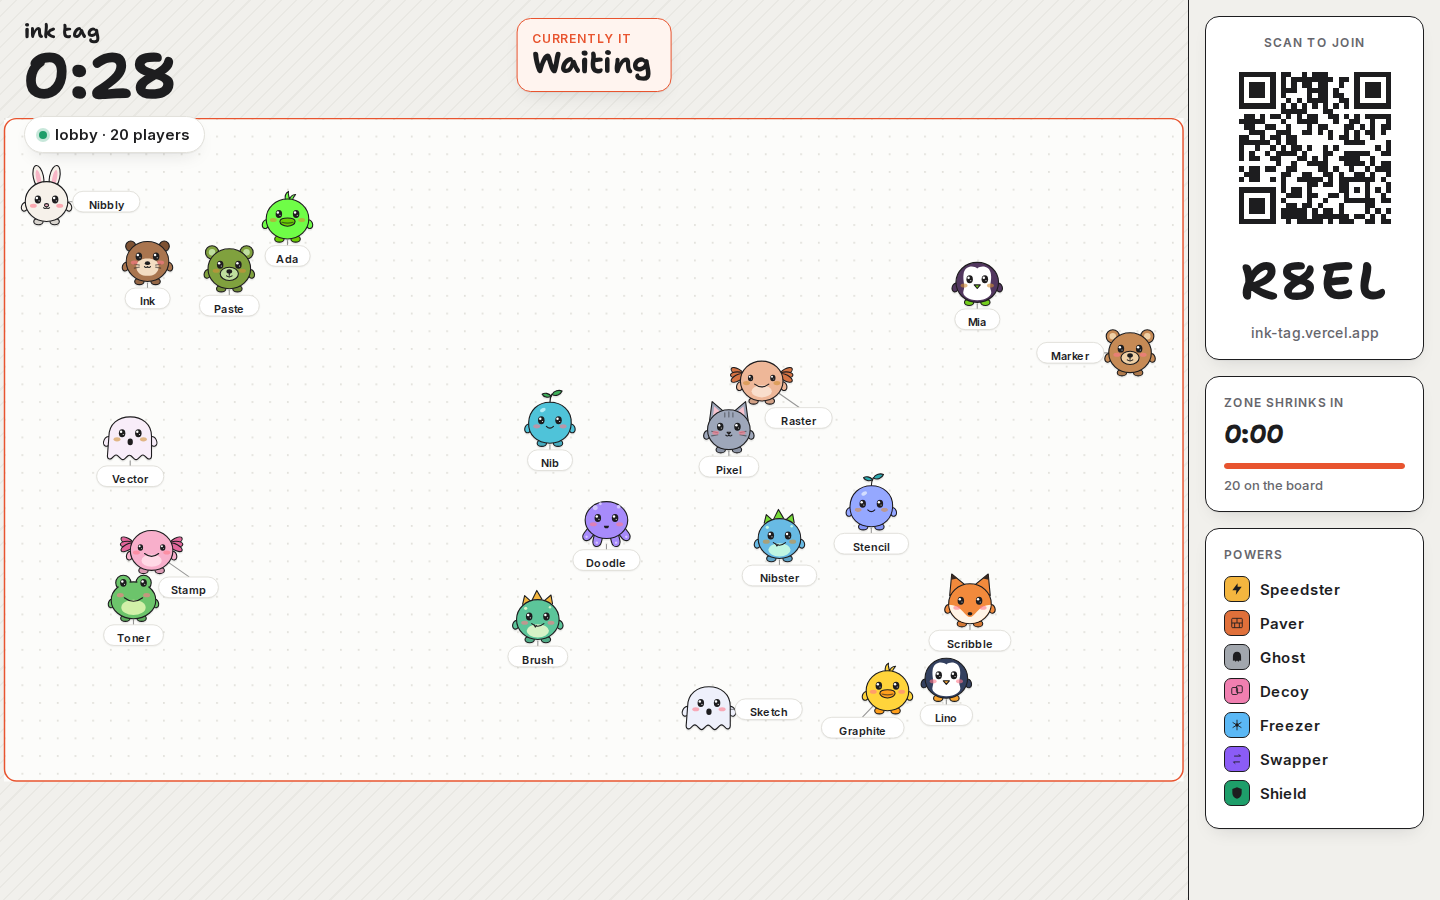 ink tag
0:28
CURRENTLY IT
Waiting
lobby · 20 players
Nibbly
Ada
Ink
Paste
Mia
Marker
Raster
Nib
Pixel
Vector
Stencil
Doodle
Nibster
Stamp
Toner
Scribble
Brush
Sketch
Lino
Graphite
SCAN TO JOIN
R8EL
ink-tag.vercel.app
ZONE SHRINKS IN
0:00
20 on the board
POWERS
Speedster
Paver
Ghost
Decoy
Freezer
Swapper
Shield